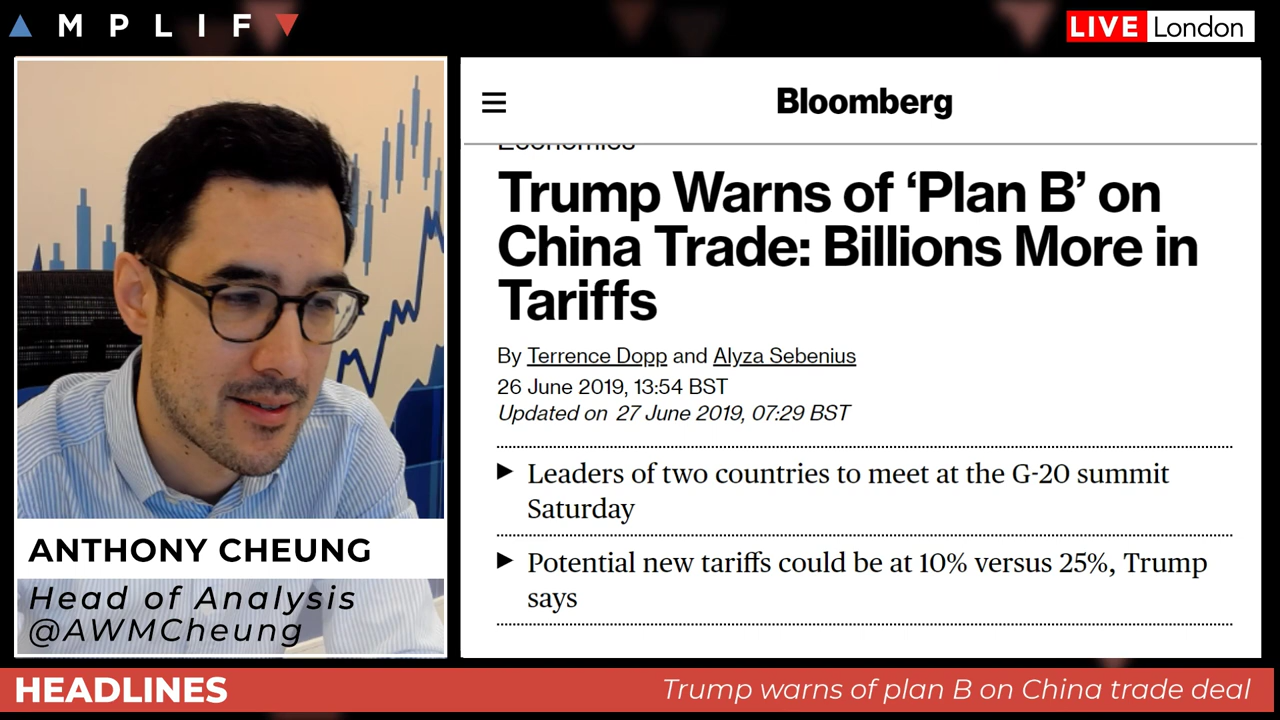 AMPLIFY
LIVE London
Bloomberg
Economics
Trump Warns of ‘Plan B’ on
China Trade: Billions More in
Tariffs
By Terrence Dopp and Alyza Sebenius
26 June 2019, 13:54 BST
Updated on 27 June 2019, 07:29 BST
Leaders of two countries to meet at the G-20 summit
Saturday
Potential new tariffs could be at 10% versus 25%, Trump
says
ANTHONY CHEUNG
Head of Analysis
@AWMCheung
HEADLINES
Trump warns of plan B on China trade deal